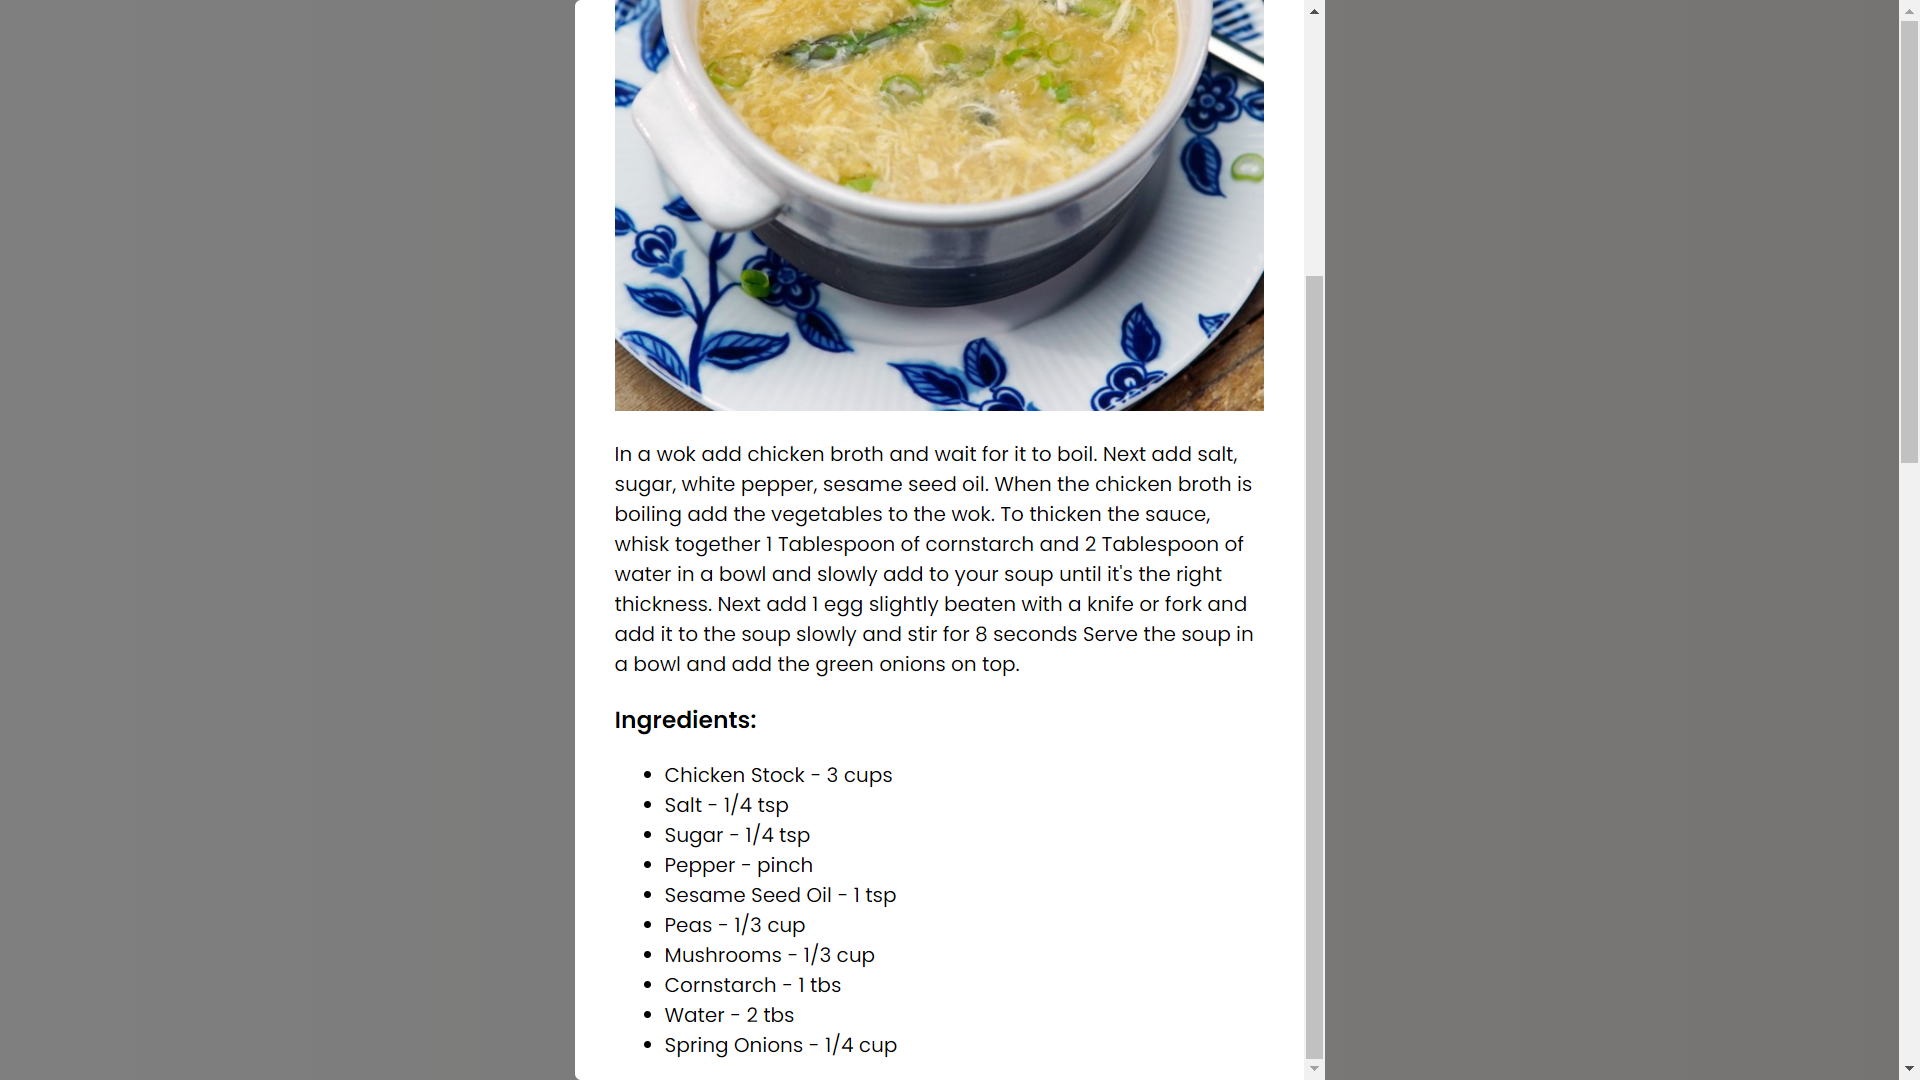 In a wok add chicken broth and wait for it to boil. Next add salt,
sugar, white pepper, sesame seed oil. When the chicken broth is
boiling add the vegetables to the wok. To thicken the sauce,
whisk together 1 Tablespoon of cornstarch and 2 Tablespoon of
water in a bowl and slowly add to your soup until it's the right
thickness. Next add 1 egg slightly beaten with a knife or fork and
add it to the soup slowly and stir for 8 seconds Serve the soup in
a bowl and add the green onions on top.
Ingredients:
• Chicken Stock - 3 cups
• Salt - 1/4 tsp
• Sugar - 1/4 tsp
• Pepper - pinch
• Sesame Seed Oil - 1 tsp
• Peas - 1/3 cup
• Mushrooms - 1/3 cup
• Cornstarch - 1 tbs
• Water - 2 tbs
• Spring Onions - 1/4 cup